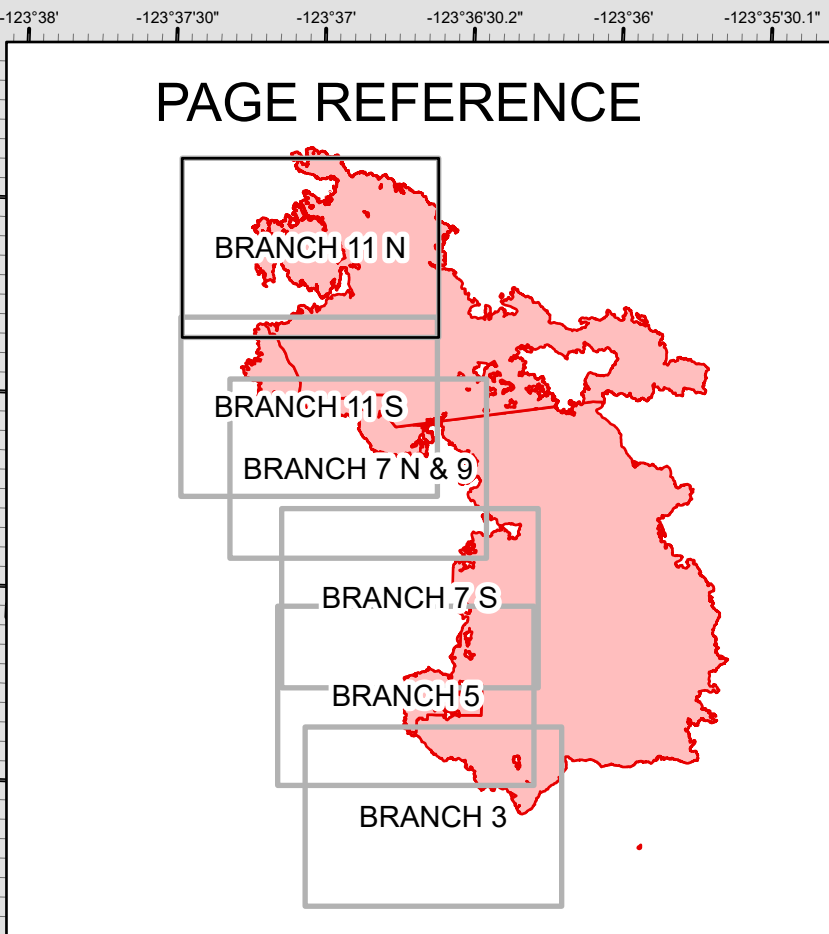 -123°38' -123°37'30" -123°37' -123°36'30.2" -123°36' -123°35'30.1"
PAGE REFERENCE
BRANCH 11 N
BRANCH 11 S
BRANCH 7 N & 9
BRANCH 7 S
BRANCH 5
BRANCH 3